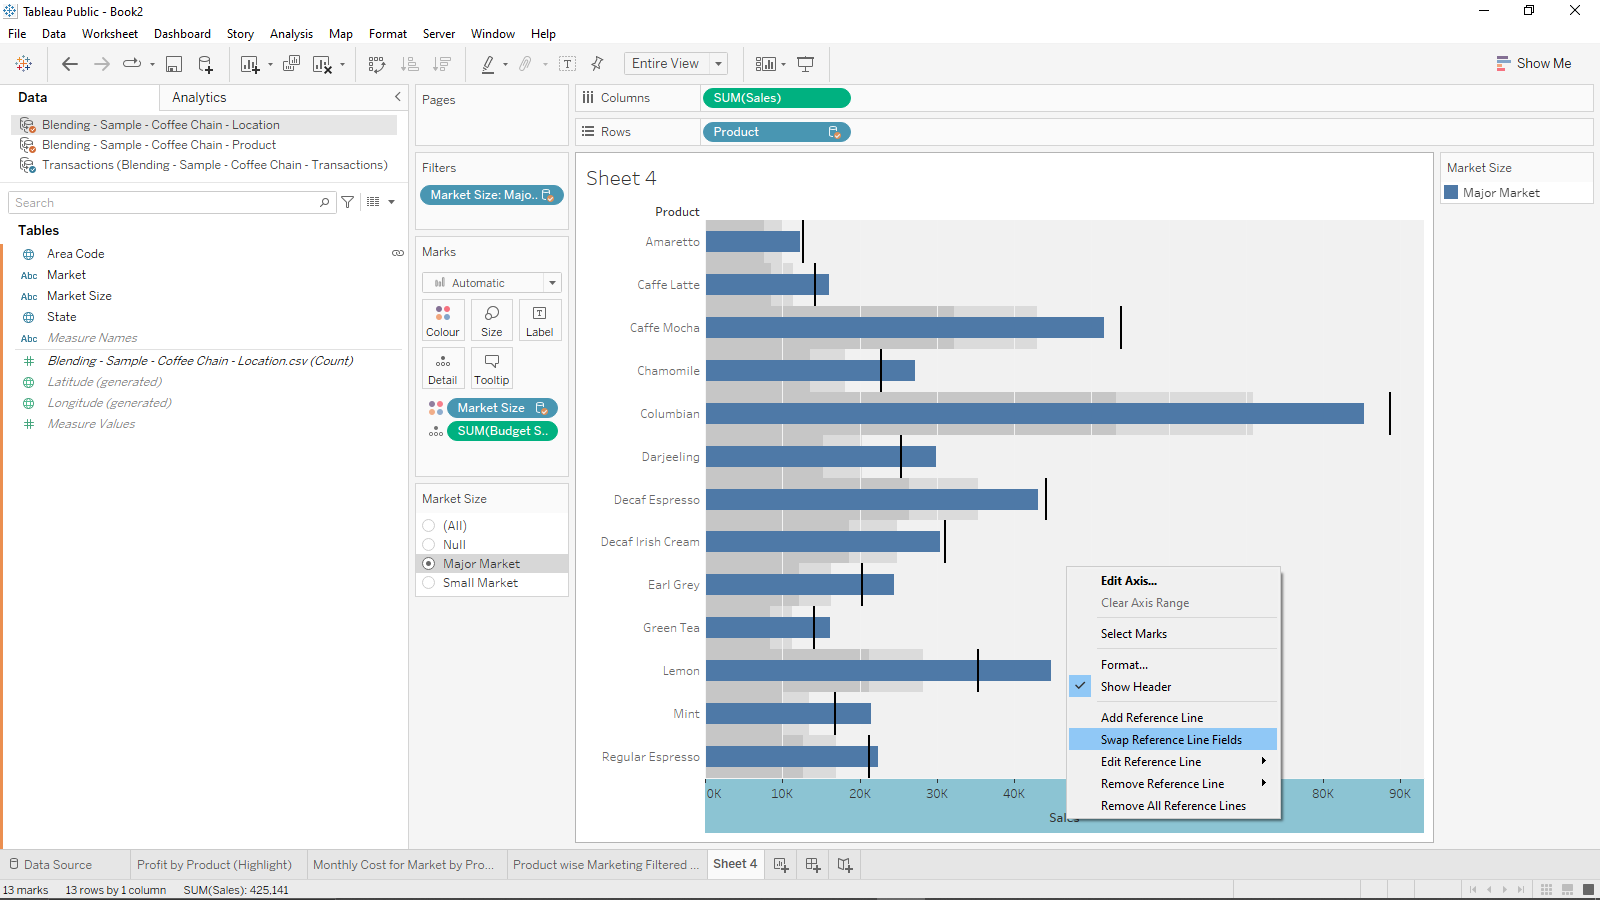 Tableau Public - Book2
File Data Worksheet Dashboard Story Analysis Map Format Server Window Help
Entire View
Show Me
Data Analytics
Blending - Sample - Coffee Chain - Location
Blending - Sample - Coffee Chain - Product
Transactions (Blending - Sample - Coffee Chain - Transactions)
Search
Tables
Area Code
Abc Market
Abc Market Size
State
Abc Measure Names
Blending - Sample - Coffee Chain - Location.csv (Count)
Latitude (generated)
Longitude (generated)
Measure Values
Pages
Filters
Market Size: Majo..
Marks
Automatic
Colour Size Label
Detail Tooltip
Market Size
SUM(Budget S..
Market Size
(All)
Null
Major Market
Small Market
Columns SUM(Sales)
Rows Product
Sheet 4
Product
Amaretto
Caffe Latte
Caffe Mocha
Chamomile
Columbian
Darjeeling
Decaf Espresso
Decaf Irish Cream
Earl Grey
Green Tea
Lemon
Mint
Regular Espresso
0K 10K 20K 30K 40K 80K 90K
Sales
Edit Axis...
Clear Axis Range
Select Marks
Format...
Show Header
Add Reference Line
Swap Reference Line Fields
Edit Reference Line
Remove Reference Line
Remove All Reference Lines
Market Size
Major Market
Data Source Profit by Product (Highlight) Monthly Cost for Market by Pro... Product wise Marketing Filtered ... Sheet 4
13 marks 13 rows by 1 column SUM(Sales): 425,141